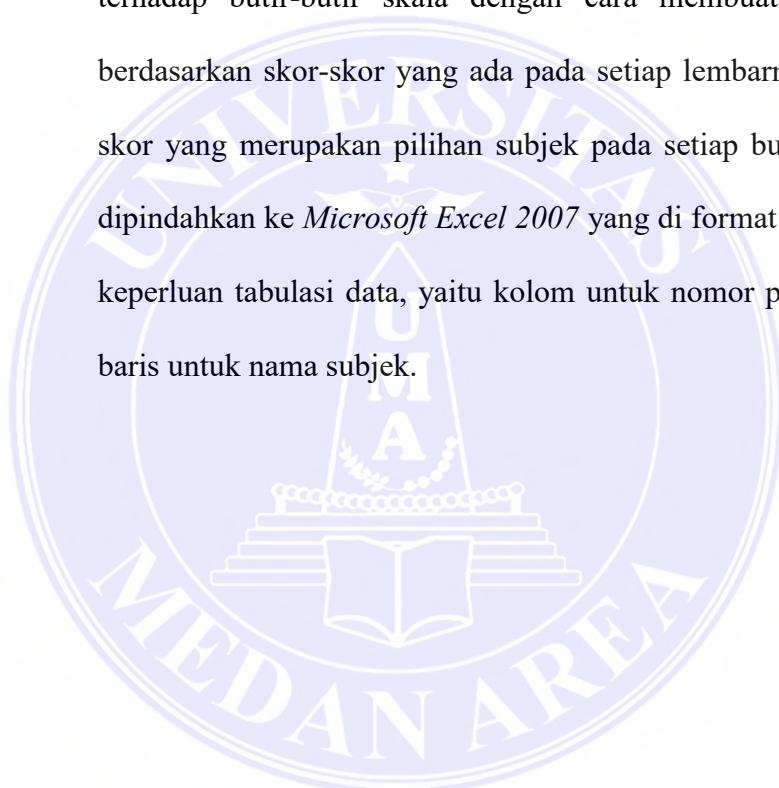 terhadap butir-butir skala dengan cara membuat
berdasarkan skor-skor yang ada pada setiap
skor yang merupakan pilihan subjek pada setiap
dipindahkan ke Microsoft Excel 2007 yang di format
keperluan tabulasi data, yaitu kolom untuk nomor
baris untuk nama subjek.
UNIVERSITAS
UMA
MEDAN AREA